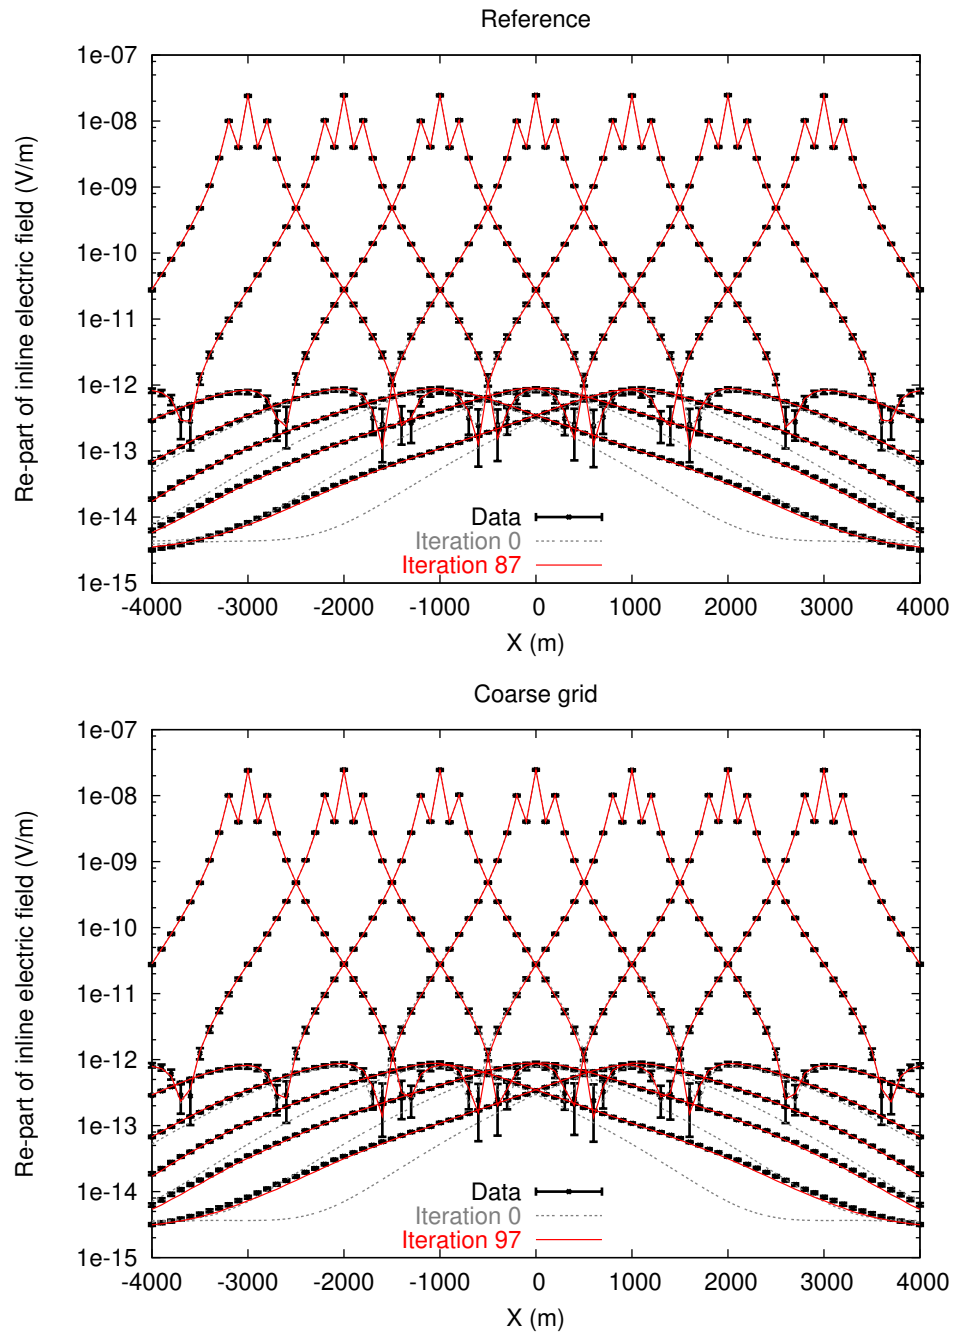 Reference
Re-part of inline electric field (V/m)
1e-07
1e-08
1e-09
1e-10
1e-11
1e-12
1e-13
1e-14
1e-15
Data
Iteration 0
Iteration 87
-4000 -3000 -2000 -1000 0 1000 2000 3000 4000
X (m)
Coarse grid
Re-part of inline electric field (V/m)
1e-07
1e-08
1e-09
1e-10
1e-11
1e-12
1e-13
1e-14
1e-15
Data
Iteration 0
Iteration 97
-4000 -3000 -2000 -1000 0 1000 2000 3000 4000
X (m)